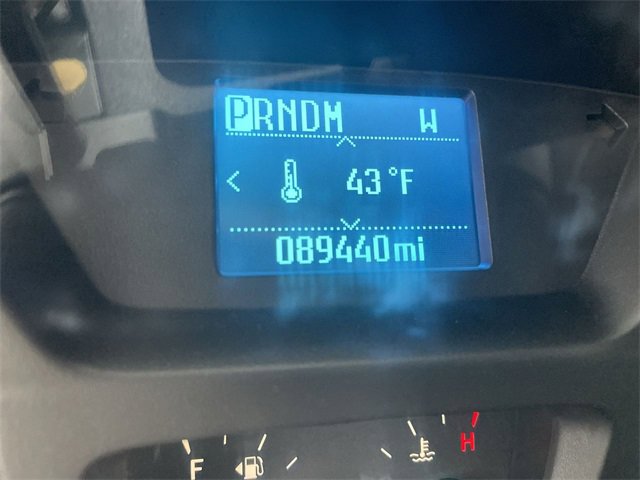 PRNDM W
< 43°F
089440mi
F H